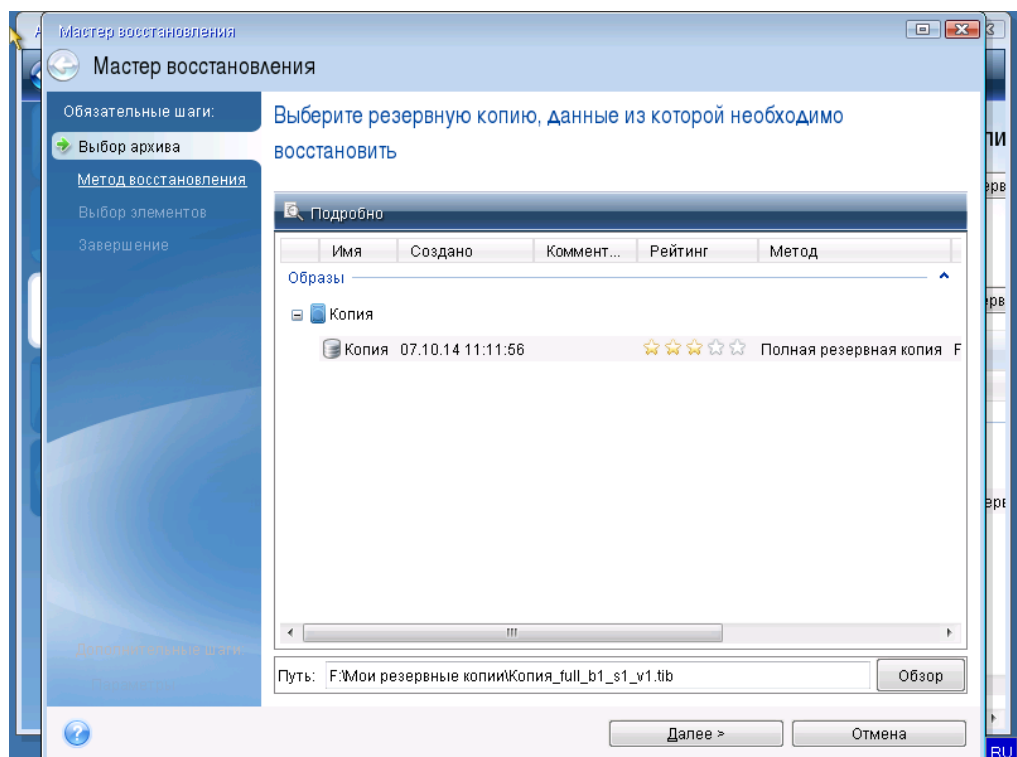 Мастер восстановления
Мастер восстановления
Обязательные шаги:
Выбор архива
Метод восстановления
Выбор элементов
Завершение
Выберите резервную копию, данные из которой необходимо
восстановить
Подробно
Имя Создано Коммент... Рейтинг Метод
Образы
Копия
Копия 07.10.14 11:11:56 Полная резервная копия F
Дополнительные шаги
Путь: F:\Мои резервные копии\Копия_full_b1_s1_v1.tib Обзор
Далее > Отмена
RU